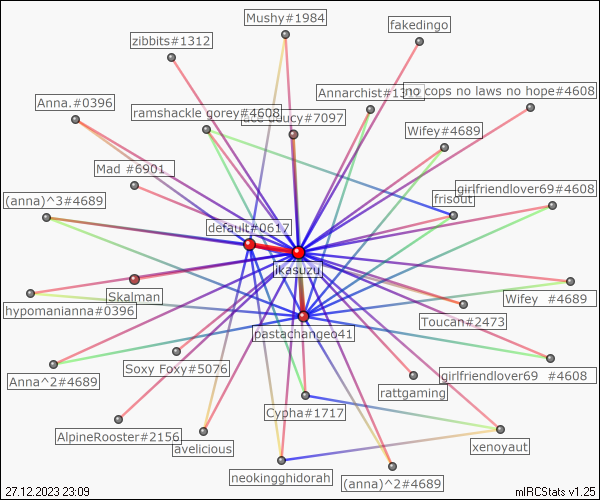 Mushy#1984
fakedingo
zibbits#1312
Annarchist#1312
no cops no laws no hope#4608
Anna.#0396
ramshackle gorey#4608
#7097
Wifey#4689
Mad #6901
girlfriendlover69#4608
(anna)^3#4689
frisout
default#0617
ikasuzu
Skalman
hypomanianna#0396
Wifey #4689
Toucan#2473
pastachangeo41
Soxy Foxy#5076
Anna^2#4689
girlfriendlover69 #4608
rattgaming
Cypha#1717
AlpineRooster#2156
avelicious
xenoyaut
neokingghidorah
(anna)^2#4689
27.12.2023 23:09
mIRCStats v1.25